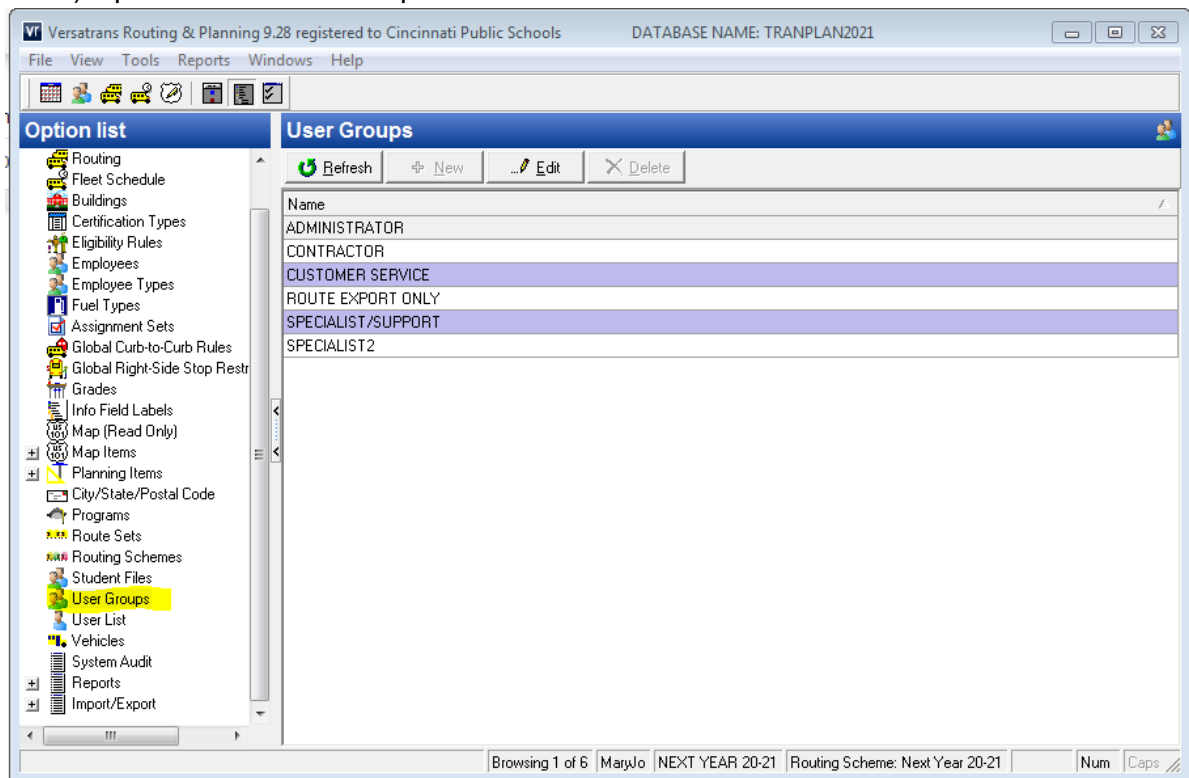 Versatrans Routing & Planning 9.28 registered to Cincinnati Public Schools DATABASE NAME: TRANPLAN2021
File View Tools Reports Windows Help
Option list
Routing
Fleet Schedule
Buildings
Certification Types
Eligibility Rules
Employees
Employee Types
Fuel Types
Assignment Sets
Global Curb-to-Curb Rules
Global Right-Side Stop Restr
Grades
Info Field Labels
Map (Read Only)
Map Items
Planning Items
City/State/Postal Code
Programs
Route Sets
Routing Schemes
Student Files
User Groups
User List
Vehicles
System Audit
Reports
Import/Export
User Groups
Refresh New Edit Delete
Name
ADMINISTRATOR
CONTRACTOR
CUSTOMER SERVICE
ROUTE EXPORT ONLY
SPECIALIST/SUPPORT
SPECIALIST2
Browsing 1 of 6 MaryJo NEXT YEAR 20-21 Routing Scheme: Next Year 20-21 Num Caps